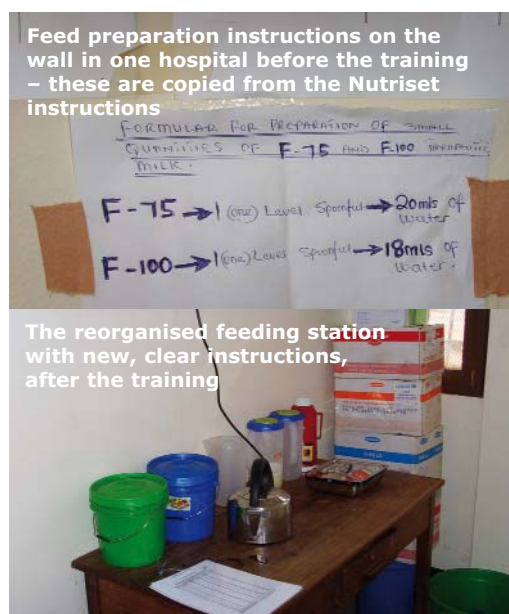 Feed preparation instructions on the
wall in one hospital before the training
– these are copied from the Nutriset
instructions
FORMULAR FOR PREPARATION OF SMALL
QUANTITIES OF F-75 AND F-100
MILK.
F-75 → 1 (one) Level Spoonful → 20mls of
water
F-100 → 1 (one) Level Spoonful → 18mls of
water.
The reorganised feeding station
with new, clear instructions,
after the training